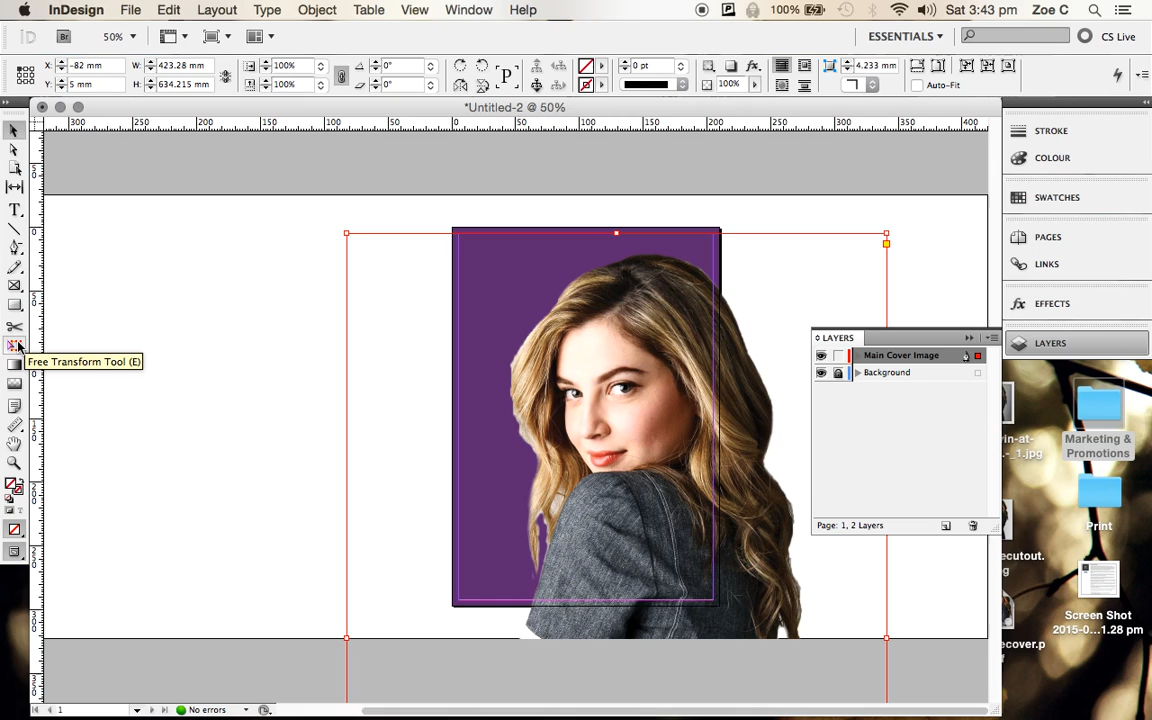 InDesign File Edit Layout Type Object Table View Window Help 100% Sat 3:43 pm Zoe C
Br 50% ESSENTIALS CS Live
X: -82 mm W: 423.28 mm 100% 0° 0 pt 4.233 mm
Y: 5 mm H: 634.215 mm 100% 0° P 100% Auto-Fit
*Untitled-2 @ 50%
300 250 200 150 100 50 0 50 100 150 200 250 300 350 400
STROKE
COLOUR
SWATCHES
PAGES
LINKS
EFFECTS
LAYERS
LAYERS
Main Cover Image
Background
Page: 1, 2 Layers
Free Transform Tool (E)
Marketing &
Promotions
Print
Screen Shot
2015-0...1.28 pm
1 No errors